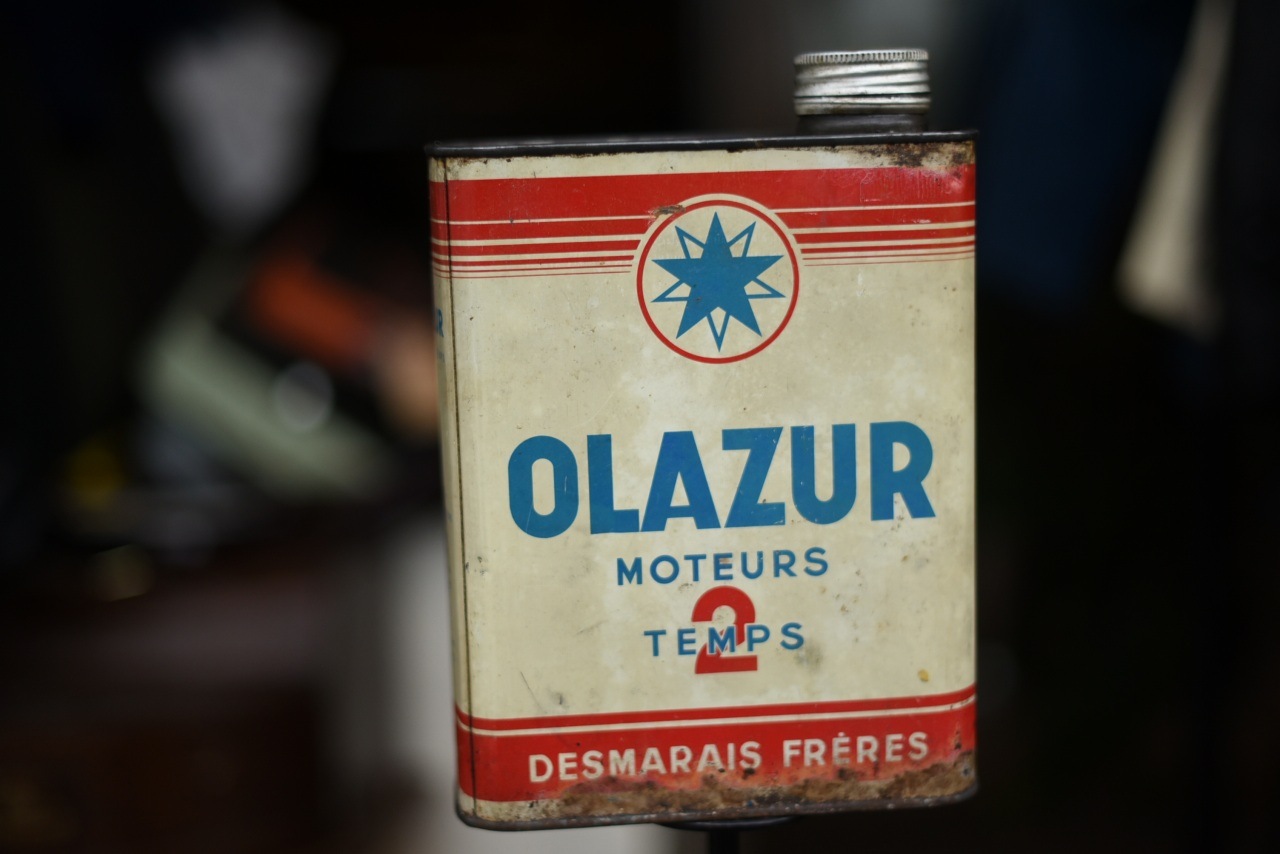 OLAZUR
MOTEURS
2
TEMPS
DESMARAIS FRÈRES